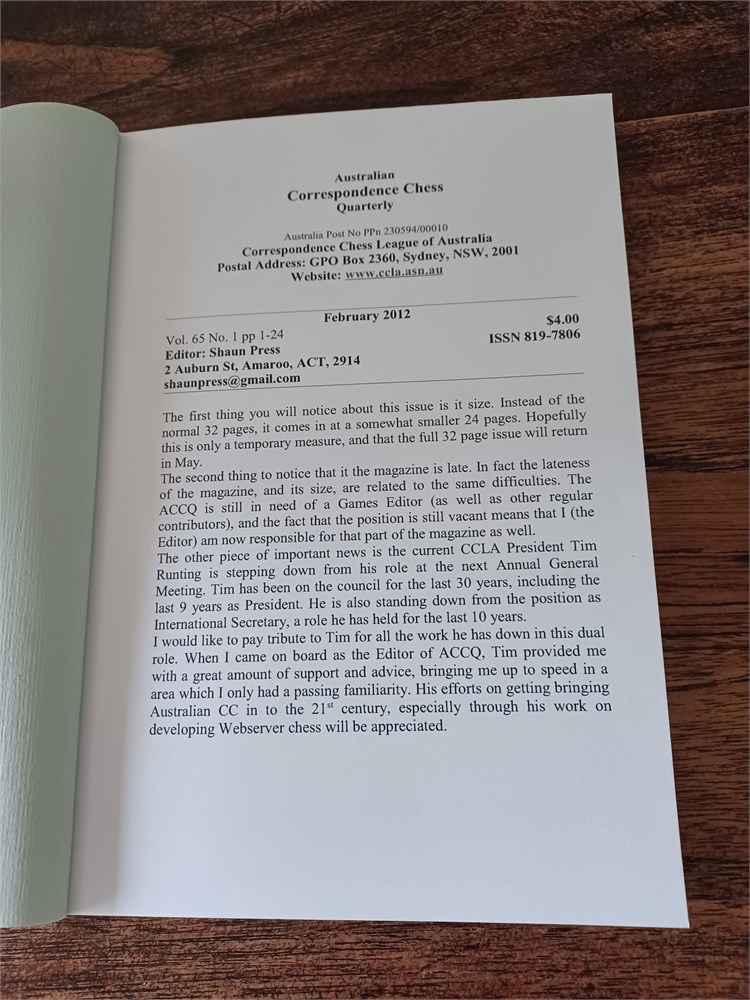 Australian
Correspondence Chess
Quarterly
Australia Post No PPn 230594/00010
Correspondence Chess League of Australia
Postal Address: GPO Box 2360, Sydney, NSW, 2001
Website: www.ccla.asn.au
February 2012
Vol. 65 No. 1 pp 1-24 $4.00
Editor: Shaun Press ISSN 819-7806
2 Auburn St, Amaroo, ACT, 2914
shaunpress@gmail.com
The first thing you will notice about this issue is it size. Instead of the
normal 32 pages, it comes in at a somewhat smaller 24 pages. Hopefully
this is only a temporary measure, and that the full 32 page issue will return
in May.
The second thing to notice that it the magazine is late. In fact the lateness
of the magazine, and its size, are related to the same difficulties. The
ACCQ is still in need of a Games Editor (as well as other regular
contributors), and the fact that the position is still vacant means that I (the
Editor) am now responsible for that part of the magazine as well.
The other piece of important news is the current CCLA President Tim
Runting is stepping down from his role at the next Annual General
Meeting. Tim has been on the council for the last 30 years, including the
last 9 years as President. He is also standing down from the position as
International Secretary, a role he has held for the last 10 years.
I would like to pay tribute to Tim for all the work he has down in this dual
role. When I came on board as the Editor of ACCQ, Tim provided me
with a great amount of support and advice, bringing me up to speed in a
area which I only had a passing familiarity. His efforts on getting bringing
Australian CC in to the 21st century, especially through his work on
developing Webserver chess will be appreciated.